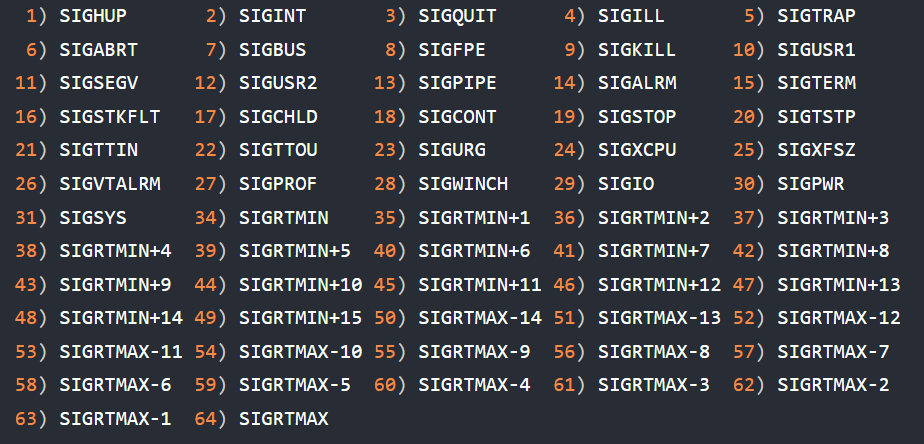 1) SIGHUP 2) SIGINT 3) SIGQUIT 4) SIGILL 5) SIGTRAP
6) SIGABRT 7) SIGBUS 8) SIGFPE 9) SIGKILL 10) SIGUSR1
11) SIGSEGV 12) SIGUSR2 13) SIGPIPE 14) SIGALRM 15) SIGTERM
16) SIGSTKFLT 17) SIGCHLD 18) SIGCONT 19) SIGSTOP 20) SIGTSTP
21) SIGTTIN 22) SIGTTOU 23) SIGURG 24) SIGXCPU 25) SIGXFSZ
26) SIGVTALRM 27) SIGPROF 28) SIGWINCH 29) SIGIO 30) SIGPWR
31) SIGSYS 34) SIGRTMIN 35) SIGRTMIN+1 36) SIGRTMIN+2 37) SIGRTMIN+3
38) SIGRTMIN+4 39) SIGRTMIN+5 40) SIGRTMIN+6 41) SIGRTMIN+7 42) SIGRTMIN+8
43) SIGRTMIN+9 44) SIGRTMIN+10 45) SIGRTMIN+11 46) SIGRTMIN+12 47) SIGRTMIN+13
48) SIGRTMIN+14 49) SIGRTMIN+15 50) SIGRTMAX-14 51) SIGRTMAX-13 52) SIGRTMAX-12
53) SIGRTMAX-11 54) SIGRTMAX-10 55) SIGRTMAX-9 56) SIGRTMAX-8 57) SIGRTMAX-7
58) SIGRTMAX-6 59) SIGRTMAX-5 60) SIGRTMAX-4 61) SIGRTMAX-3 62) SIGRTMAX-2
63) SIGRTMAX-1 64) SIGRTMAX